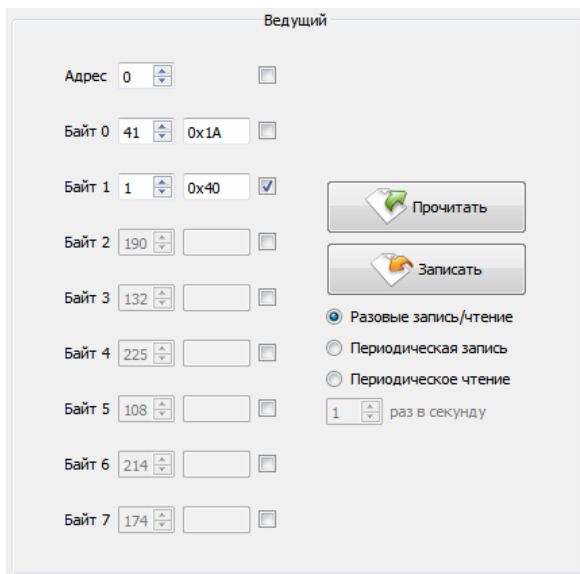 Ведущий
Адрес 0
Байт 0 41 0x1A
Байт 1 1 0x40
Прочитать
Байт 2 190
Записать
Байт 3 132
Разовые запись/чтение
Байт 4 225
Периодическая запись
Периодическое чтение
Байт 5 108
1 раз в секунду
Байт 6 214
Байт 7 174